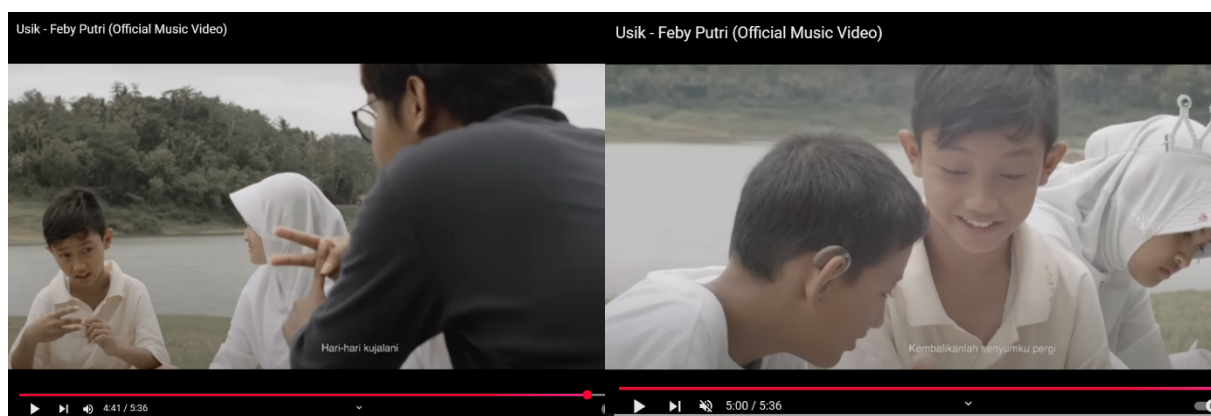 Usik - Feby Putri (Official Music Video)
Hari-hari kujalani
4:41 / 5:36
Usik - Feby Putri (Official Music Video)
Kembalikanlah senyumku pergi
5:00 / 5:36